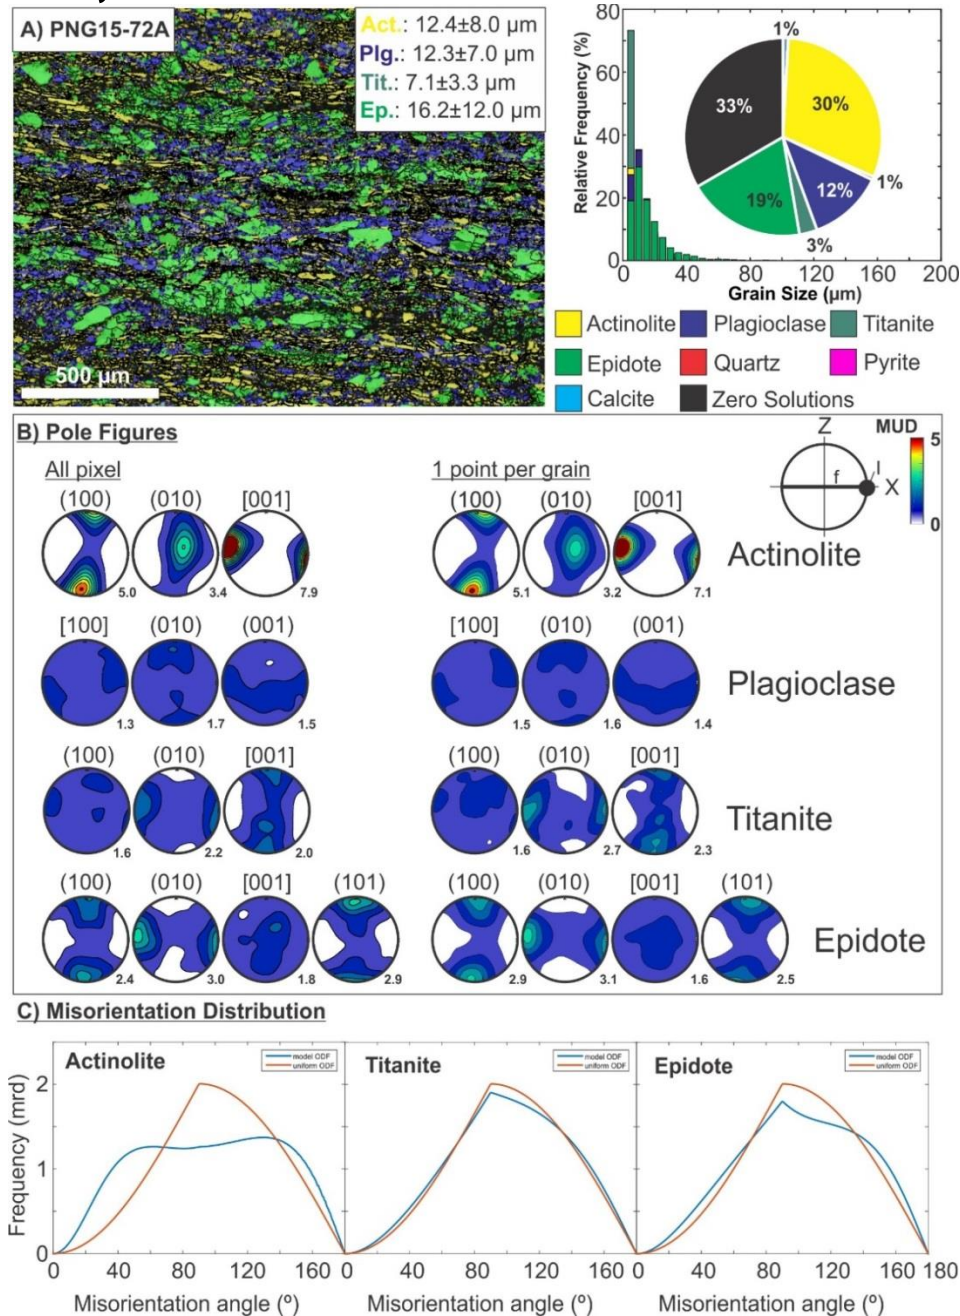 A) PNG15-72A
Act.: 12.4±8.0 µm
Plg.: 12.3±7.0 µm
Tit.: 7.1±3.3 µm
Ep.: 16.2±12.0 µm
500 µm
Relative Frequency (%)
80
60
40
20
0
1%
30%
1%
12%
3%
19%
33%
0 40 80 120 160 200
Grain Size (µm)
Actinolite Plagioclase Titanite
Epidote Quartz Pyrite
Calcite Zero Solutions
B) Pole Figures
Z
f
l
X
MUD
5
0
All pixel 1 point per grain
(100) (010) [001] (100) (010) [001]
Actinolite
5.0 3.4 7.9 5.1 3.2 7.1
[100] (010) (001) [100] (010) (001)
Plagioclase
1.3 1.7 1.5 1.5 1.6 1.4
(100) (010) [001] (100) (010) [001]
Titanite
1.6 2.2 2.0 1.6 2.7 2.3
(100) (010) [001] (101) (100) (010) [001] (101)
Epidote
2.4 3.0 1.8 2.9 2.9 3.1 1.6 2.5
C) Misorientation Distribution
Actinolite
model ODF
uniform ODF
Titanite
model ODF
uniform ODF
Epidote
model ODF
uniform ODF
Frequency (mrd)
2
1
0
0 40 80 120 160 0 40 80 120 160 0 40 80 120 160 180
Misorientation angle (º) Misorientation angle (º) Misorientation angle (º)